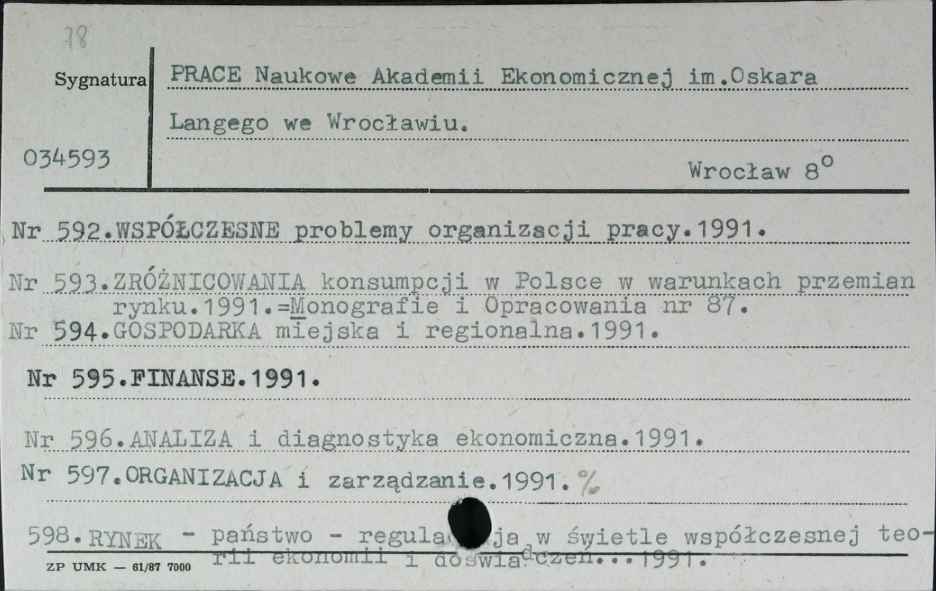 78
Sygnatura
PRACE Naukowe Akademii Ekonomicznej im.Oskara
Langego we Wrocławiu.
034593
Wrocław 8°
Nr 592.WSPÓŁCZESNE problemy organizacji pracy.1991.
Nr 593.ZRÓŻNICOWANIA konsumpcji w Polsce w warunkach przemian
rynku.1991.=Monografie i Opracowania nr 87.
Nr 594.GOSPODARKA miejska i regionalna.1991.
Nr 595.FINANSE.1991.
Nr 596.ANALIZA i diagnostyka ekonomiczna.1991.
Nr 597.ORGANIZACJA i zarządzanie.1991. %
598.RYNEK - państwo - regulacja w świetle współczesnej teo-
rii ekonomii i doświadczeń...1991.
ZP UMK — 61/87 7000